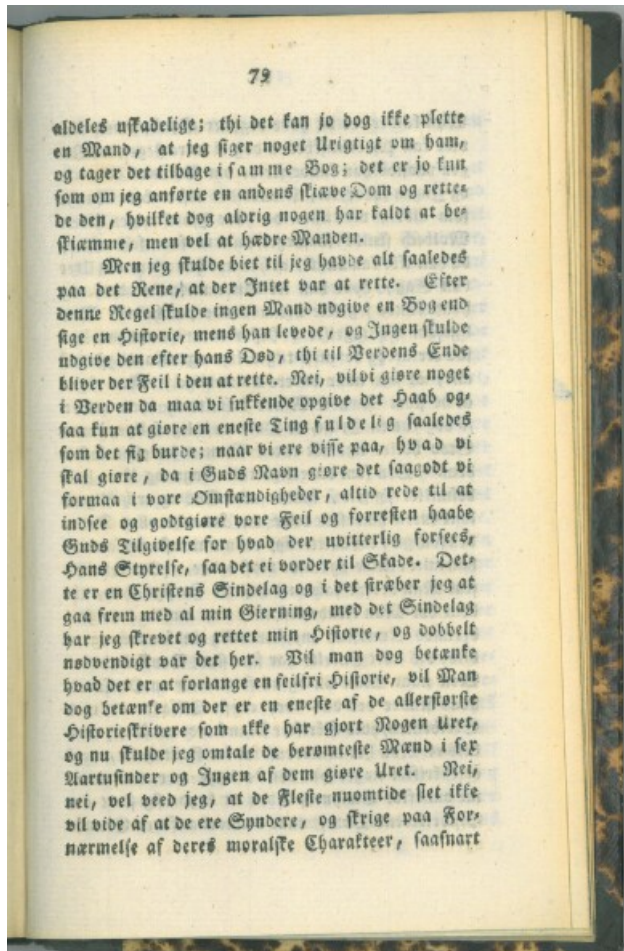 79
aldeles uskadelige; thi det kan jo dog ikke plette
en Mand, at jeg siger noget Urigtigt om ham,
og tager det tilbage i samme Bog; det er jo kun
som om jeg anførte en andens skiæve Dom og rette-
de den, hvilket dog aldrig nogen har kaldt at be-
skiæmme, men vel at hædre Manden.
Men jeg skulde biet til jeg havde alt saaledes
paa det Rene, at der Intet var at rette. Efter
denne Regel skulde ingen Mand udgive en Bog end
sige en Historie, mens han levede, og Ingen skulde
udgive den efter hans Død, thi til Verdens Ende
bliver der Feil i den at rette. Nei, vil vi giøre noget
i Verden da maa vi sukkende opgive det Haab og-
saa kun at giøre en eneste Ting fuldelig saaledes
som det sig burde; naar vi ere visse paa, hvad vi
skal giøre, da i Guds Navn giøre det saagodt vi
formaa i vore Omstændigheder, altid rede til at
indsee og godtgiøre vore Feil og forresten haabe
Guds Tilgivelse for hvad der uvitterlig forsees,
Hans Styrelse, saa det ei vorder til Skade. Det-
te er en Christens Sindelag og i det stræber jeg at
gaa frem med al min Gierning, med det Sindelag
har jeg skrevet og rettet min Historie, og dobbelt
nødvendigt var det her. Vil man dog betænke
hvad det er at forlange en feilfri Historie, vil Man
dog betænke om der er en eneste af de allerstørste
Historieskrivere som ikke har gjort Nogen Uret,
og nu skulde jeg omtale de berømteste Mænd i sex
Aartusinder og Ingen af dem giøre Uret. Nei,
nei, vel veed jeg, at de Fleste nuomtide slet ikke
vil vide af at de ere Syndere, og skrige paa For-
nærmelse af deres moralske Charakteer, saasnart